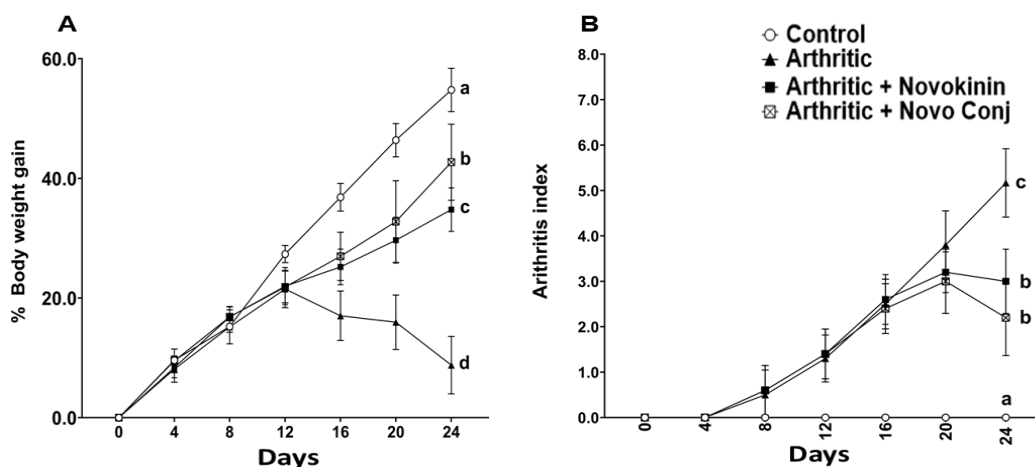 A
% Body weight gain
60.0
40.0
20.0
0.0
a
b
c
d
0 4 8 12 16 20 24
Days
B
Arithritis index
8.0
7.0
6.0
5.0
4.0
3.0
2.0
1.0
0.0
Control
Arthritic
Arthritic + Novokinin
Arthritic + Novo Conj
c
b
b
a
0 4 8 12 16 20 24
Days